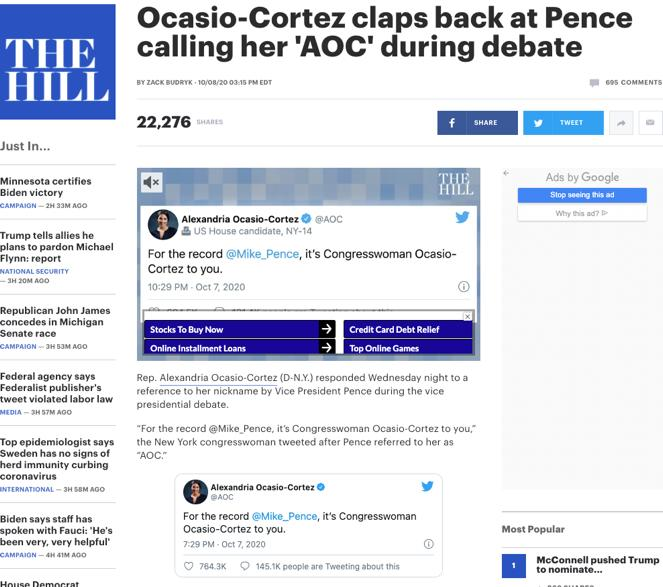 THE
HILL
Ocasio-Cortez claps back at Pence
calling her 'AOC' during debate
BY ZACK BUDRYK - 10/08/20 03:15 PM EDT
695 COMMENTS
22,276 SHARES
SHARE
TWEET
Just In...
Minnesota certifies
Biden victory
CAMPAIGN — 2H 33M AGO
Trump tells allies he
plans to pardon Michael
Flynn: report
NATIONAL SECURITY
— 3H 20M AGO
Republican John James
concedes in Michigan
Senate race
CAMPAIGN — 3H 53M AGO
Federal agency says
Federalist publisher's
tweet violated labor law
MEDIA — 3H 57M AGO
Top epidemiologist says
Sweden has no signs of
herd immunity curbing
coronavirus
INTERNATIONAL — 3H 58M AGO
Biden says staff has
spoken with Fauci: 'He's
been very, very helpful'
CAMPAIGN — 4H 41M AGO
House Democrat
THE
HILL
Alexandria Ocasio-Cortez @AOC
US House candidate, NY-14
For the record @Mike_Pence, it's Congresswoman Ocasio-
Cortez to you.
10:29 PM - Oct 7, 2020
people are Tweeting about this
Stocks To Buy Now
Credit Card Debt Relief
Online Installment Loans
Top Online Games
Rep. Alexandria Ocasio-Cortez (D-N.Y.) responded Wednesday night to a
reference to her nickname by Vice President Pence during the vice
presidential debate.
"For the record @Mike_Pence, it's Congresswoman Ocasio-Cortez to you,"
the New York congresswoman tweeted after Pence referred to her as
"AOC."
Alexandria Ocasio-Cortez
@AOC
For the record @Mike_Pence, it's Congresswoman
Ocasio-Cortez to you.
7:29 PM · Oct 7, 2020
764.3K 145.1K people are Tweeting about this
Ads by Google
Stop seeing this ad
Why this ad?
Most Popular
1
McConnell pushed Trump
to nominate...